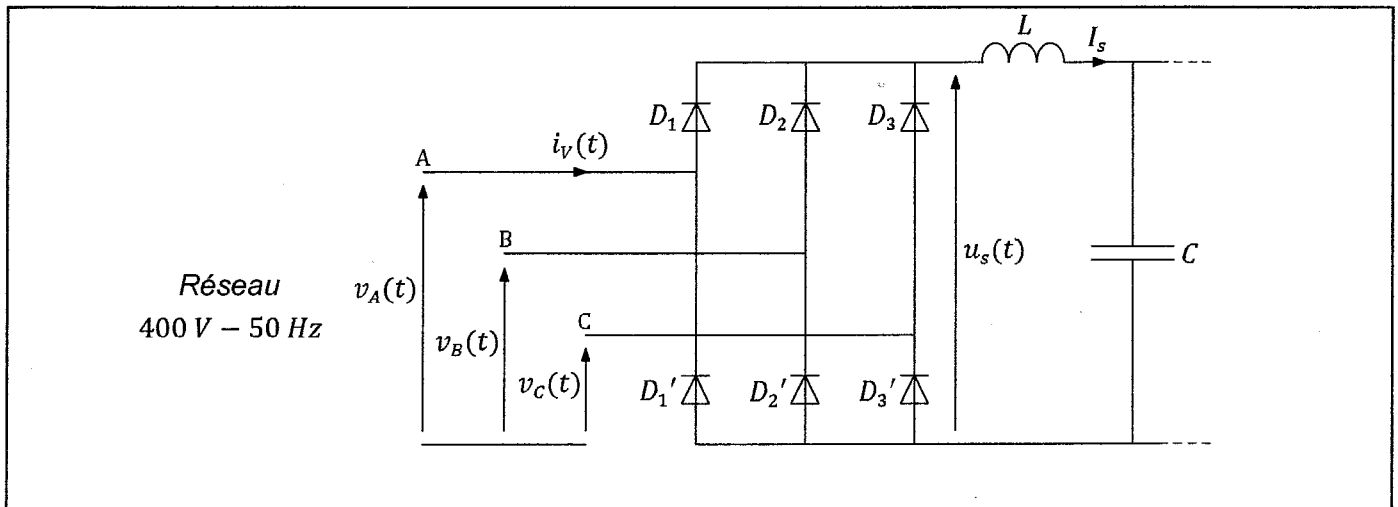 L
I_s
D_1
D_2
D_3
A
i_V(t)
B
u_s(t)
C
Réseau
400 V − 50 Hz
v_A(t)
C
v_B(t)
v_C(t)
D_1′
D_2′
D_3′